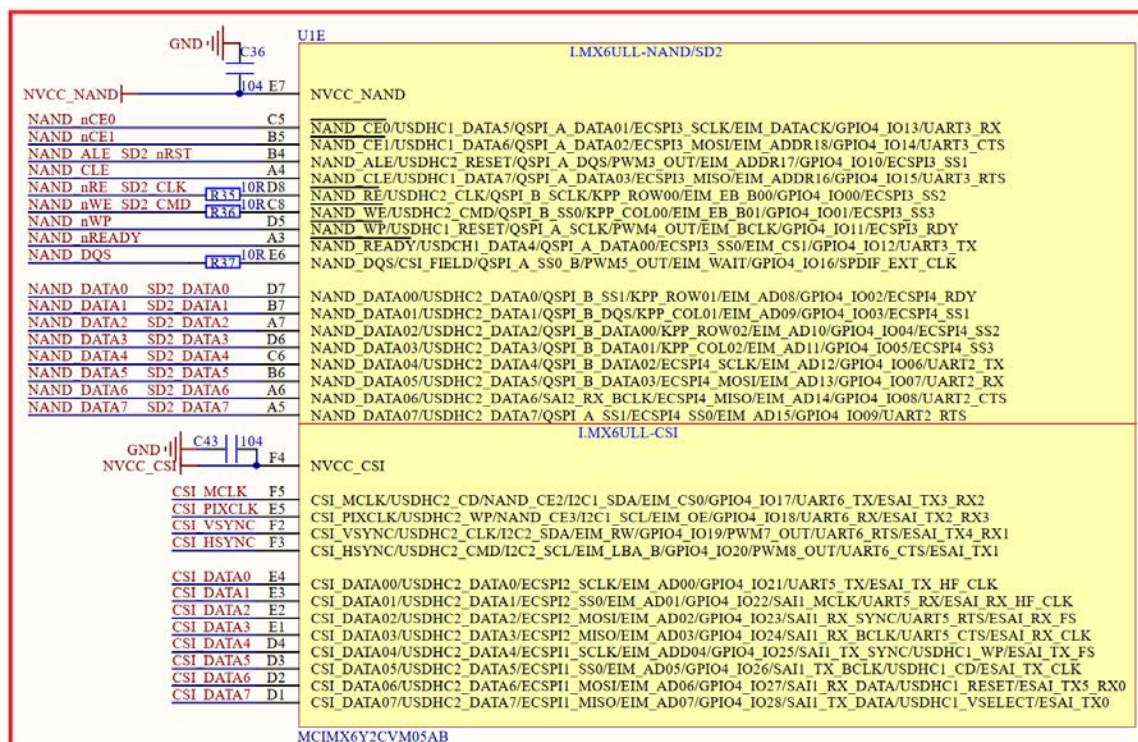 U1E
GND C36
I.MX6ULL-NAND/SD2
NVCC_NAND 104 E7 NVCC_NAND
NAND_nCE0 C5 NAND_CE0/USDHC1_DATA5/QSPI_A_DATA01/ECSPI3_SCLK/EIM_DATACK/GPIO4_IO13/UART3_RX
NAND_nCE1 B5 NAND_CE1/USDHC1_DATA6/QSPI_A_DATA02/ECSPI3_MOSI/EIM_ADDR18/GPIO4_IO14/UART3_CTS
NAND_ALE SD2_nRST B4 NAND_ALE/USDHC2_RESET/QSPI_A_DQS/PWM3_OUT/EIM_ADDR17/GPIO4_IO10/ECSPI3_SS1
NAND_CLE A4 NAND_CLE/USDHC1_DATA7/QSPI_A_DATA03/ECSPI3_MISO/EIM_ADDR16/GPIO4_IO15/UART3_RTS
NAND_nRE SD2_CLK R35 10R D8 NAND_RE/USDHC2_CLK/QSPI_B_SCLK/KPP_ROW00/EIM_EB_B00/GPIO4_IO00/ECSPI3_SS2
NAND_nWE SD2_CMD R36 10R C8 NAND_WE/USDHC2_CMD/QSPI_B_SS0/KPP_COL00/EIM_EB_B01/GPIO4_IO01/ECSPI3_SS3
NAND_nWP D5 NAND_WP/USDHC1_RESET/QSPI_A_SCLK/PWM4_OUT/EIM_BCLK/GPIO4_IO11/ECSPI3_RDY
NAND_nREADY A3 NAND_READY/USDCH1_DATA4/QSPI_A_DATA00/ECSPI3_SS0/EIM_CS1/GPIO4_IO12/UART3_TX
NAND_DQS R37 10R E6 NAND_DQS/CSI_FIELD/QSPI_A_SS0_B/PWM5_OUT/EIM_WAIT/GPIO4_IO16/SPDIF_EXT_CLK
NAND_DATA0 SD2_DATA0 D7 NAND_DATA00/USDHC2_DATA0/QSPI_B_SS1/KPP_ROW01/EIM_AD08/GPIO4_IO02/ECSPI4_RDY
NAND_DATA1 SD2_DATA1 B7 NAND_DATA01/USDHC2_DATA1/QSPI_B_DQS/KPP_COL01/EIM_AD09/GPIO4_IO03/ECSPI4_SS1
NAND_DATA2 SD2_DATA2 A7 NAND_DATA02/USDHC2_DATA2/QSPI_B_DATA00/KPP_ROW02/EIM_AD10/GPIO4_IO04/ECSPI4_SS2
NAND_DATA3 SD2_DATA3 D6 NAND_DATA03/USDHC2_DATA3/QSPI_B_DATA01/KPP_COL02/EIM_AD11/GPIO4_IO05/ECSPI4_SS3
NAND_DATA4 SD2_DATA4 C6 NAND_DATA04/USDHC2_DATA4/QSPI_B_DATA02/ECSPI4_SCLK/EIM_AD12/GPIO4_IO06/UART2_TX
NAND_DATA5 SD2_DATA5 B6 NAND_DATA05/USDHC2_DATA5/QSPI_B_DATA03/ECSPI4_MOSI/EIM_AD13/GPIO4_IO07/UART2_RX
NAND_DATA6 SD2_DATA6 A6 NAND_DATA06/USDHC2_DATA6/SAI2_RX_BCLK/ECSPI4_MISO/EIM_AD14/GPIO4_IO08/UART2_CTS
NAND_DATA7 SD2_DATA7 A5 NAND_DATA07/USDHC2_DATA7/QSPI_A_SS1/ECSPI4_SS0/EIM_AD15/GPIO4_IO09/UART2_RTS
I.MX6ULL-CSI
GND C43 104
NVCC_CSI F4 NVCC_CSI
CSI_MCLK F5 CSI_MCLK/USDHC2_CD/NAND_CE2/I2C1_SDA/EIM_CS0/GPIO4_IO17/UART6_TX/ESAI_TX3_RX2
CSI_PIXCLK E5 CSI_PIXCLK/USDHC2_WP/NAND_CE3/I2C1_SCL/EIM_OE/GPIO4_IO18/UART6_RX/ESAI_TX2_RX3
CSI_VSYNC F2 CSI_VSYNC/USDHC2_CLK/I2C2_SDA/EIM_RW/GPIO4_IO19/PWM7_OUT/UART6_RTS/ESAI_TX4_RX1
CSI_HSYNC F3 CSI_HSYNC/USDHC2_CMD/I2C2_SCL/EIM_LBA_B/GPIO4_IO20/PWM8_OUT/UART6_CTS/ESAI_TX1
CSI_DATA0 E4 CSI_DATA00/USDHC2_DATA0/ECSPI2_SCLK/EIM_AD00/GPIO4_IO21/UART5_TX/ESAI_TX_HF_CLK
CSI_DATA1 E3 CSI_DATA01/USDHC2_DATA1/ECSPI2_SS0/EIM_AD01/GPIO4_IO22/SAI1_MCLK/UART5_RX/ESAI_RX_HF_CLK
CSI_DATA2 E2 CSI_DATA02/USDHC2_DATA2/ECSPI2_MOSI/EIM_AD02/GPIO4_IO23/SAI1_RX_SYNC/UART5_RTS/ESAI_RX_FS
CSI_DATA3 E1 CSI_DATA03/USDHC2_DATA3/ECSPI2_MISO/EIM_AD03/GPIO4_IO24/SAI1_RX_BCLK/UART5_CTS/ESAI_RX_CLK
CSI_DATA4 D4 CSI_DATA04/USDHC2_DATA4/ECSPI1_SCLK/EIM_ADD04/GPIO4_IO25/SAI1_TX_SYNC/USDHC1_WP/ESAI_TX_FS
CSI_DATA5 D3 CSI_DATA05/USDHC2_DATA5/ECSPI1_SS0/EIM_AD05/GPIO4_IO26/SAI1_TX_BCLK/USDHC1_CD/ESAI_TX_CLK
CSI_DATA6 D2 CSI_DATA06/USDHC2_DATA6/ECSPI1_MOSI/EIM_AD06/GPIO4_IO27/SAI1_RX_DATA/USDHC1_RESET/ESAI_TX5_RX0
CSI_DATA7 D1 CSI_DATA07/USDHC2_DATA7/ECSPI1_MISO/EIM_AD07/GPIO4_IO28/SAI1_TX_DATA/USDHC1_VSELECT/ESAI_TX0
MCIMX6Y2CVM05AB